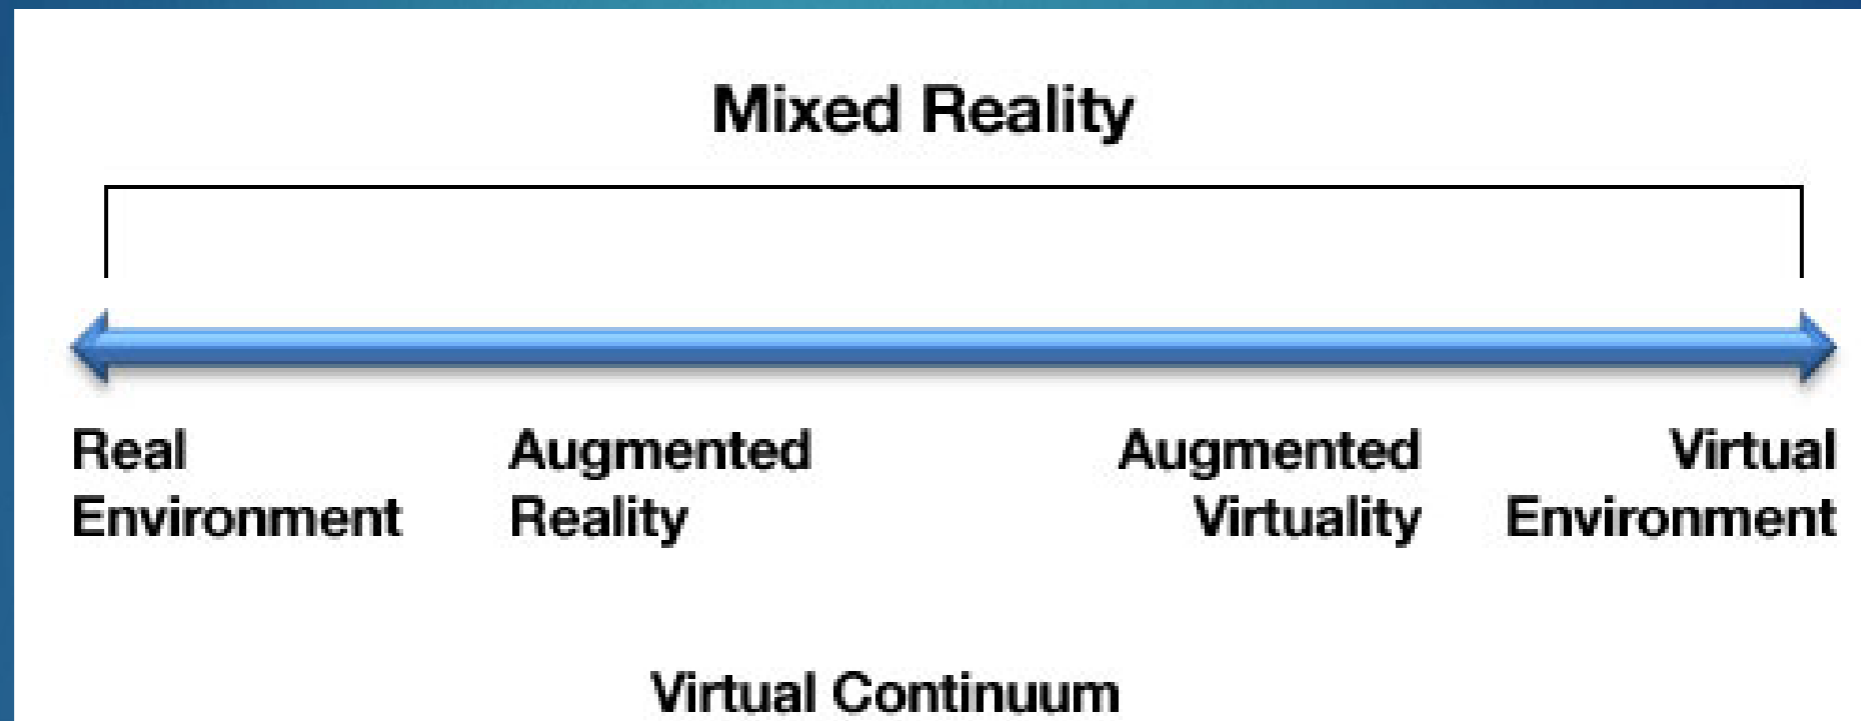 Mixed Reality
Real Environment
Augmented Reality
Augmented Virtuality
Virtual Environment
Virtual Continuum